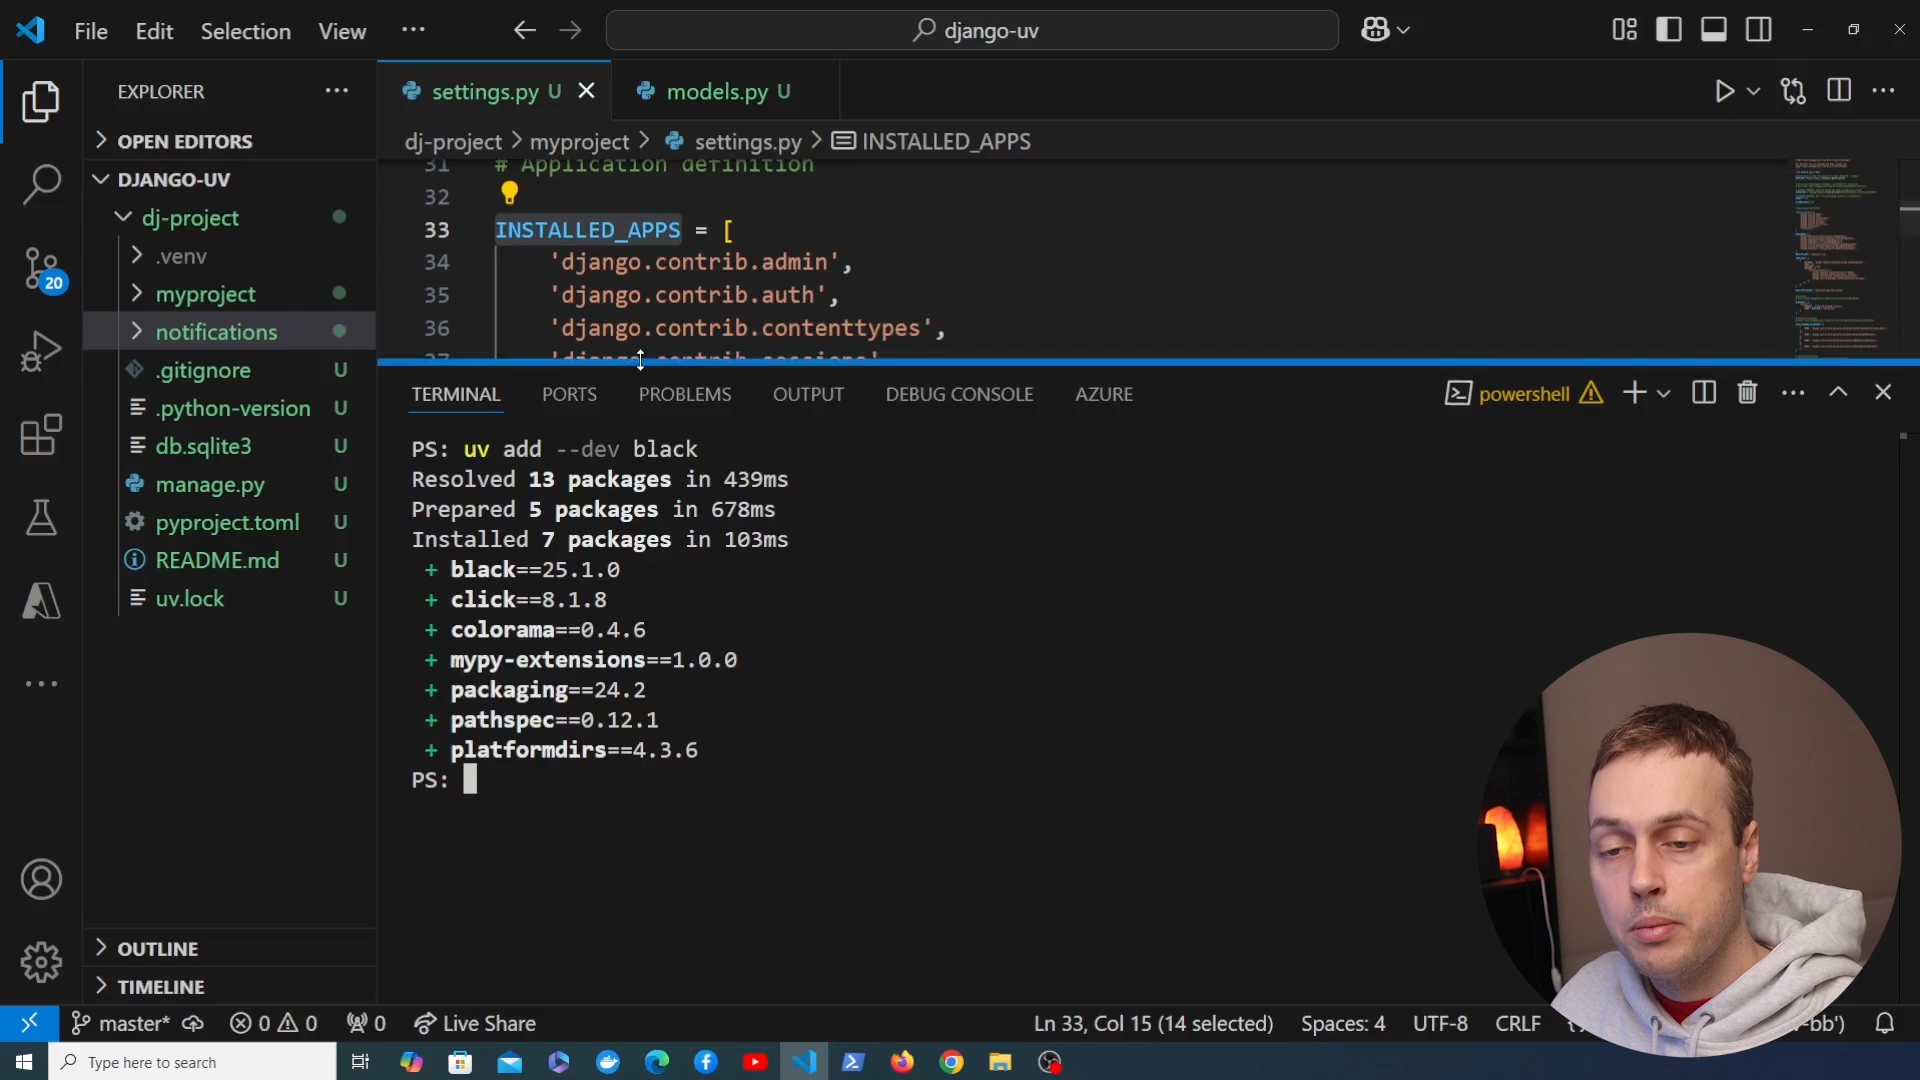 File Edit Selection View ···
django-uv
EXPLORER
OPEN EDITORS
DJANGO-UV
dj-project
.venv
myproject
notifications
.gitignore U
.python-version U
db.sqlite3 U
manage.py U
pyproject.toml U
README.md U
uv.lock U
OUTLINE
TIMELINE
20
settings.py U
models.py U
dj-project > myproject > settings.py > INSTALLED_APPS
31 # Application definition
32
33 INSTALLED_APPS = [
34 'django.contrib.admin',
35 'django.contrib.auth',
36 'django.contrib.contenttypes',
37 'django.contrib.sessions',
TERMINAL PORTS PROBLEMS OUTPUT DEBUG CONSOLE AZURE
powershell
PS: uv add --dev black
Resolved 13 packages in 439ms
Prepared 5 packages in 678ms
Installed 7 packages in 103ms
+ black==25.1.0
+ click==8.1.8
+ colorama==0.4.6
+ mypy-extensions==1.0.0
+ packaging==24.2
+ pathspec==0.12.1
+ platformdirs==4.3.6
PS:
master* 0 0 0 Live Share
Ln 33, Col 15 (14 selected) Spaces: 4 UTF-8 CRLF
Type here to search